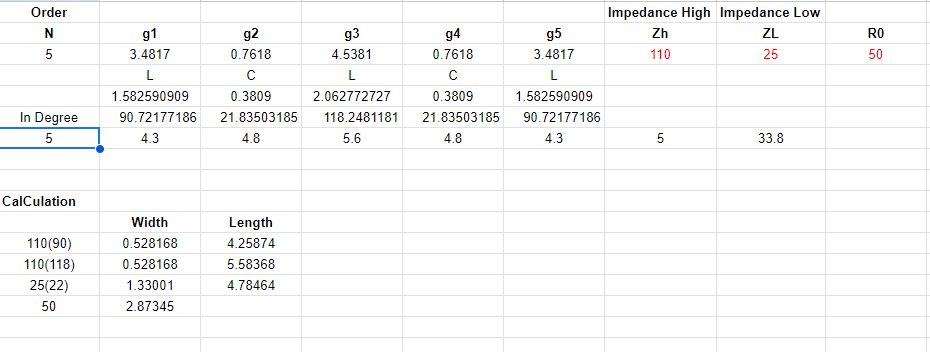 Order Impedance High Impedance Low
N g1 g2 g3 g4 g5 Zh ZL R0
5 3.4817 0.7618 4.5381 0.7618 3.4817 110 25 50
L C L C L
1.582590909 0.3809 2.062772727 0.3809 1.582590909
In Degree 90.72177186 21.83503185 118.2481181 21.83503185 90.72177186
5 4.3 4.8 5.6 4.8 4.3 5 33.8
CalCulation
Width Length
110(90) 0.528168 4.25874
110(118) 0.528168 5.58368
25(22) 1.33001 4.78464
50 2.87345